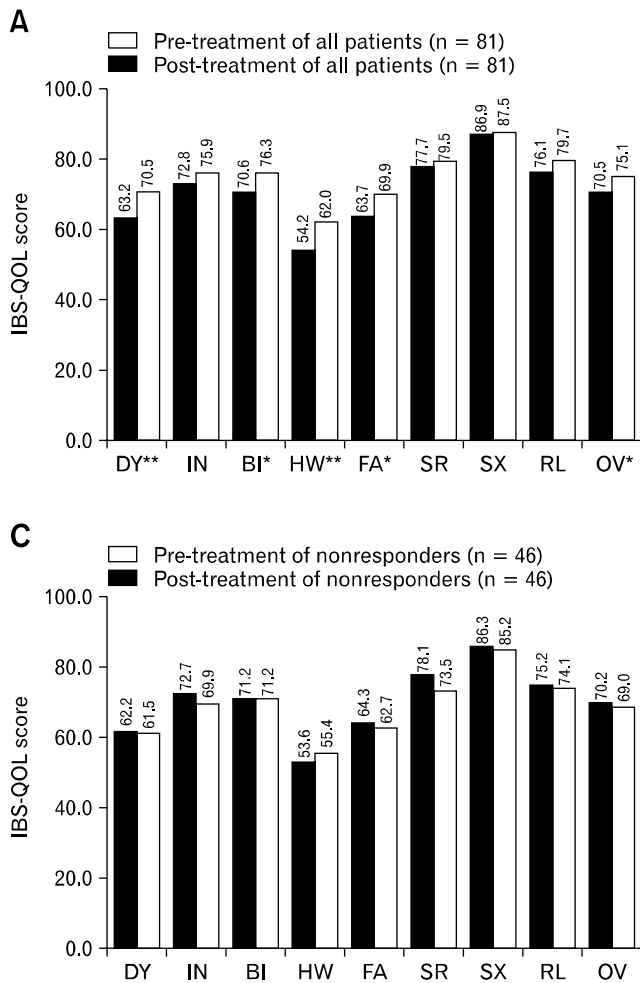 A
Pre-treatment of all patients (n = 81)
Post-treatment of all patients (n = 81)
IBS-QOL score
100.0
80.0
60.0
40.0
20.0
0.0
63.2 70.5 72.8 75.9 70.6 76.3 54.2 62.0 63.7 69.9 77.7 79.5 86.9 87.5 76.1 79.7 70.5 75.1
DY** IN BI* HW** FA* SR SX RL OV*
C
Pre-treatment of nonresponders (n = 46)
Post-treatment of nonresponders (n = 46)
IBS-QOL score
100.0
80.0
60.0
40.0
20.0
0.0
62.2 61.5 72.7 69.9 71.2 71.2 53.6 55.4 64.3 62.7 78.1 73.5 86.3 85.2 75.2 74.1 70.2 69.0
DY IN BI HW FA SR SX RL OV